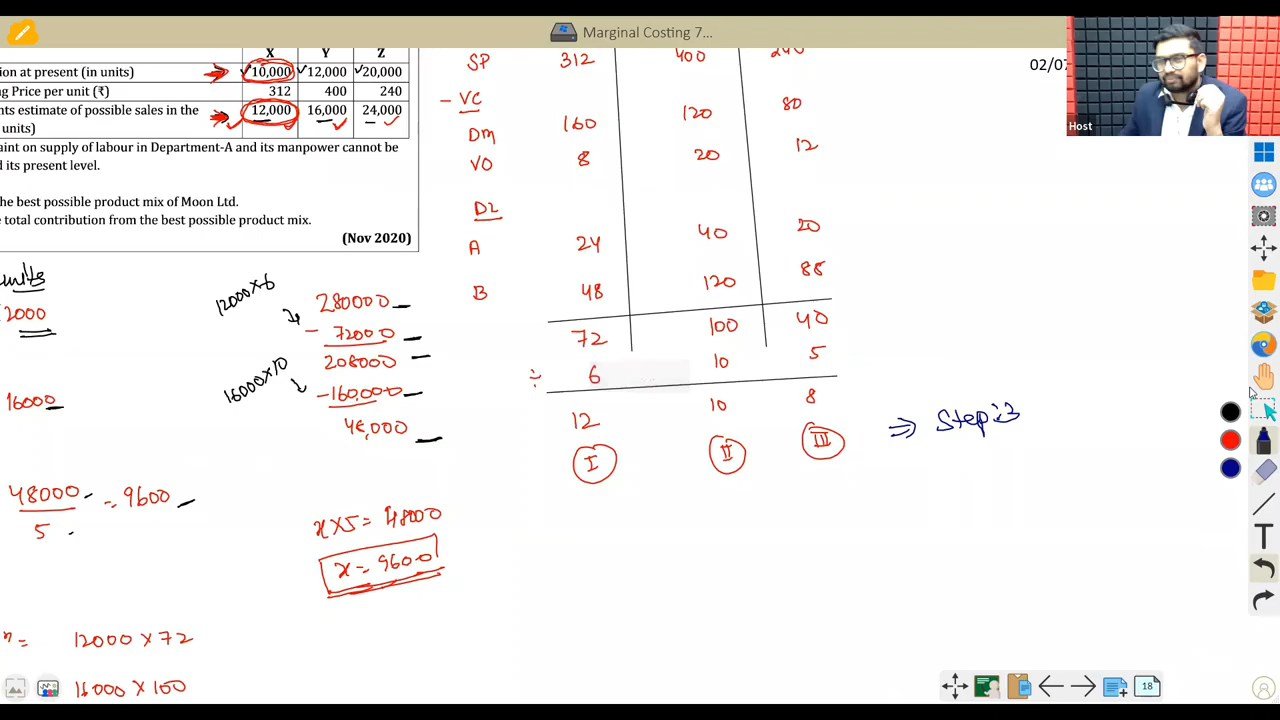 Marginal Costing 7...
X Y Z
ion at present (in units) 10,000 12,000 20,000
ng Price per unit (₹) 312 400 240
nts estimate of possible sales in the 12,000 16,000 24,000
units)
aint on supply of labour in Department-A and its manpower cannot be
d its present level.
the best possible product mix of Moon Ltd.
e total contribution from the best possible product mix.
(Nov 2020)
02/0
Host
SP 312 400 240
- VC
Dm 160 120 80
VO 8 20 12
DL
A 24 40 20
B 48 120 88
72 100 40
÷ 6 10 5
12 10 8
I II III
⇒ Step:3
units
2000
16000
48000 = 9600
5
12000×6
280000
- 72000
208000
16000×10
-160,000
48,000
x×5 = 48000
x = 9600
n = 12000 × 72
16000 × 100
18